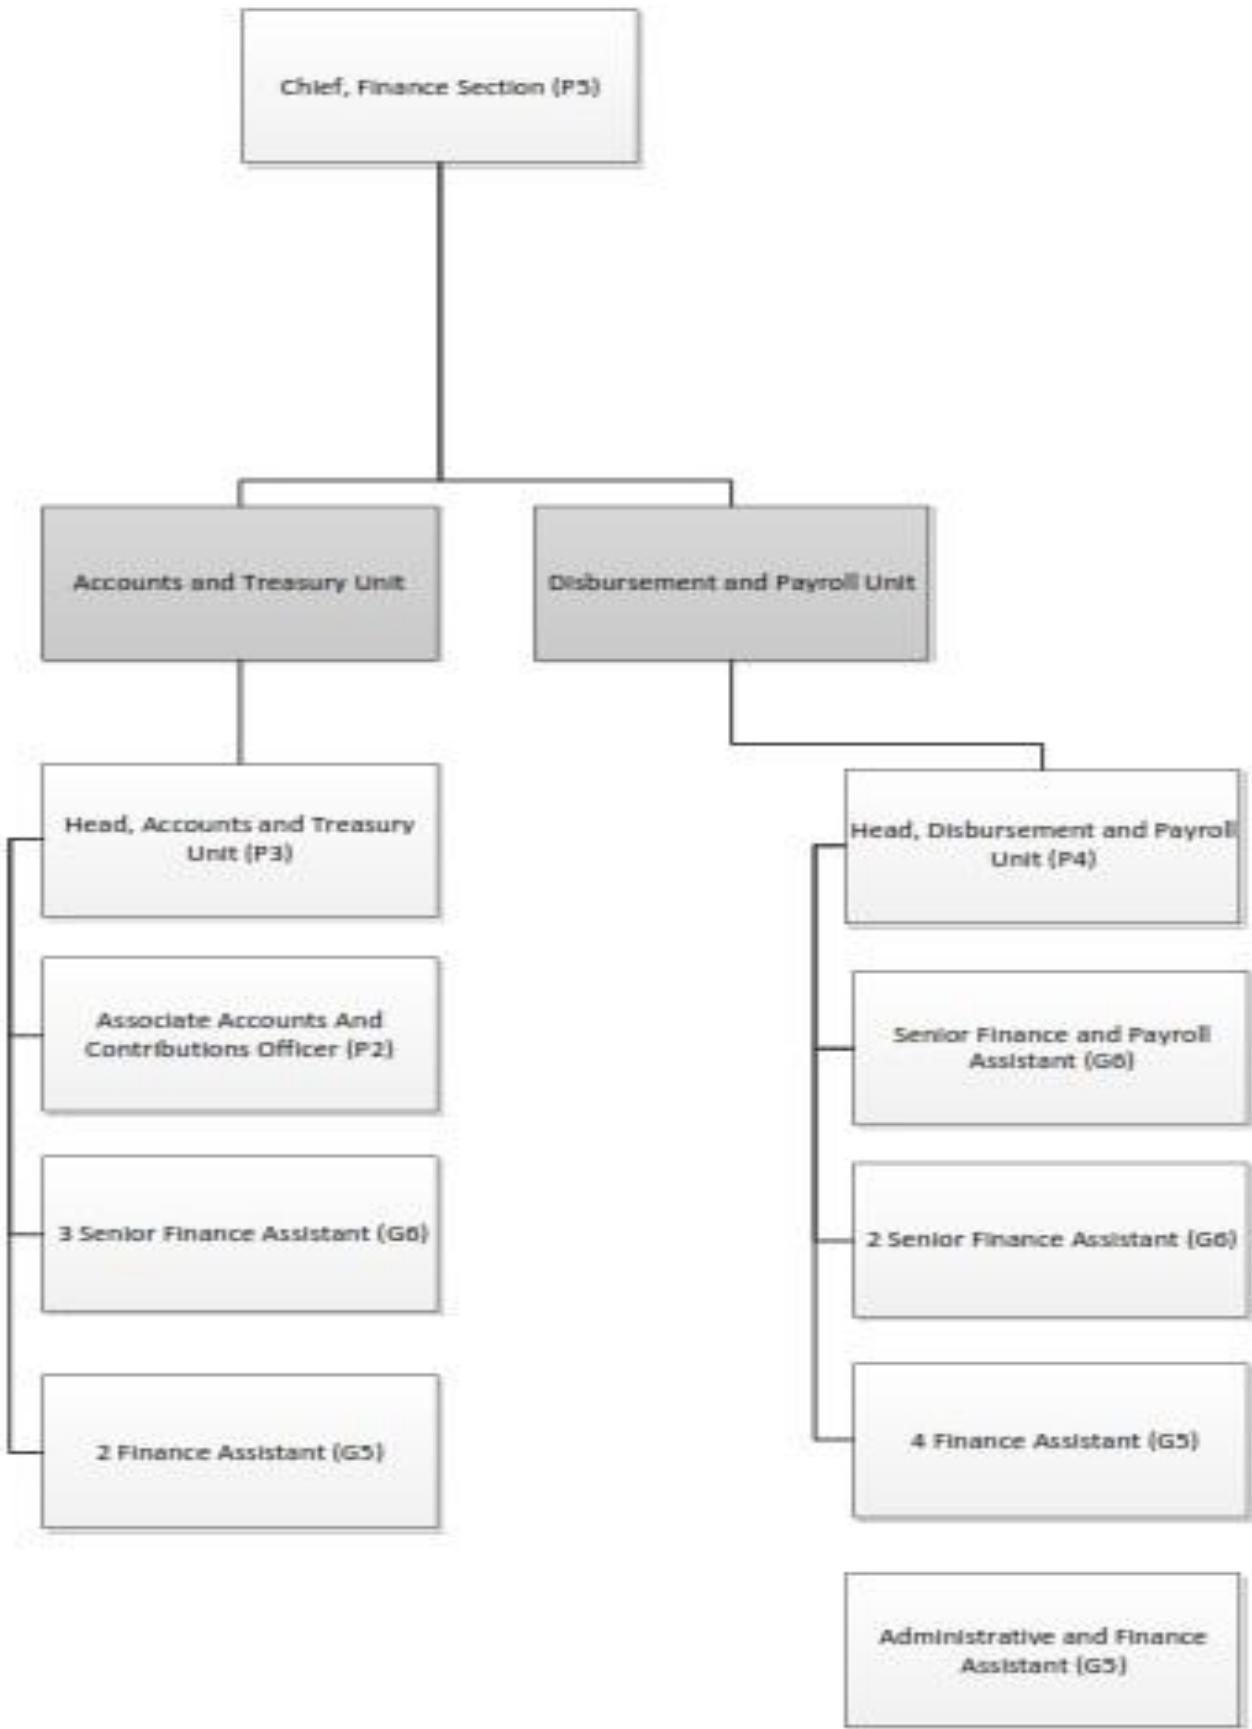 Chief, Finance Section (P5)
Accounts and Treasury Unit
Disbursement and Payroll Unit
Head, Accounts and Treasury
Unit (P3)
Head, Disbursement and Payroll
Unit (P4)
Associate Accounts And
Contributions Officer (P2)
Senior Finance and Payroll
Assistant (G6)
3 Senior Finance Assistant (G6)
2 Senior Finance Assistant (G6)
2 Finance Assistant (G5)
4 Finance Assistant (G5)
Administrative and Finance
Assistant (G5)